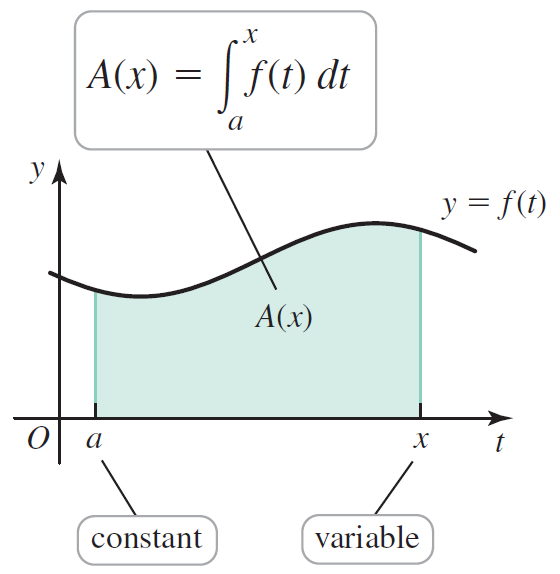 A(x) = ∫_a^x f(t) dt
y
y = f(t)
A(x)
O
a
x
t
constant
variable